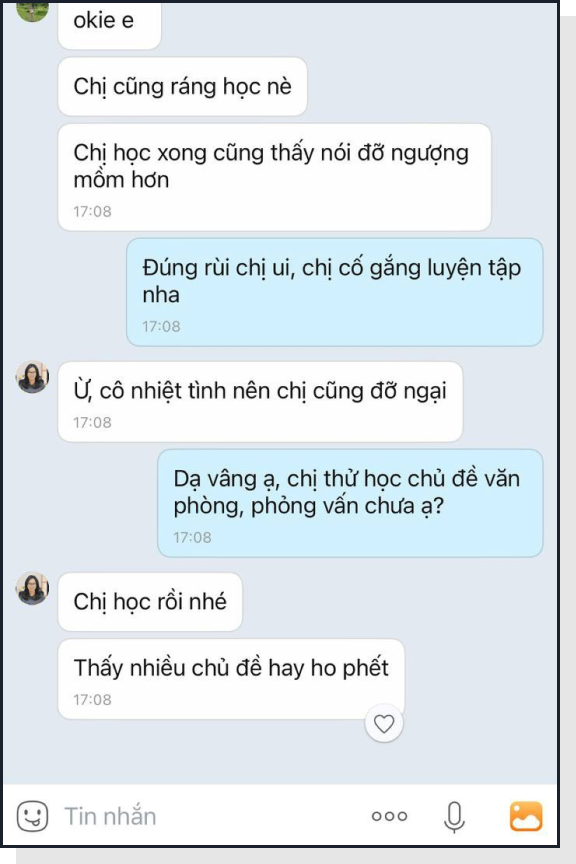 okie e
Chị cũng ráng học nè
Chị học xong cũng thấy nói đỡ ngượng
mồm hơn
17:08
Đúng rùi chị ui, chị cố gắng luyện tập
nha
17:08
Ừ, cô nhiệt tình nên chị cũng đỡ ngại
17:08
Dạ vâng ạ, chị thử học chủ đề văn
phòng, phỏng vấn chưa ạ?
17:08
Chị học rồi nhé
Thấy nhiều chủ đề hay ho phết
17:08
Tin nhắn